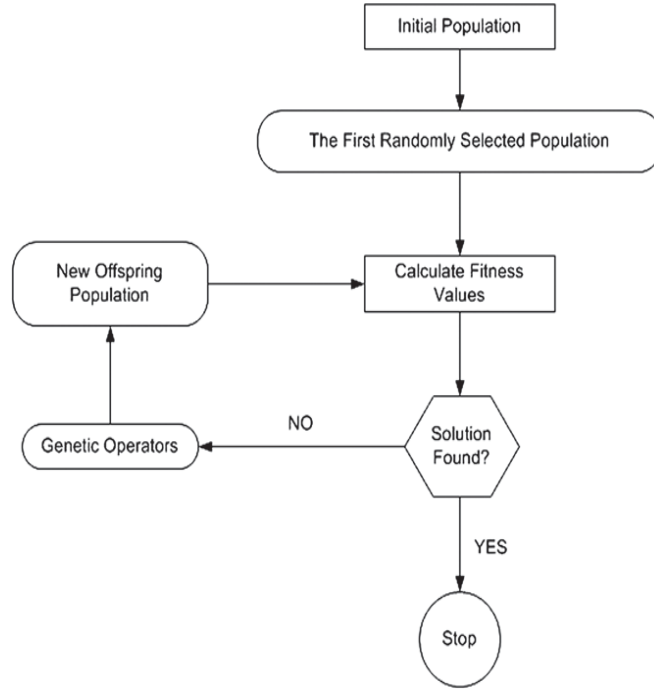 Initial Population
The First Randomly Selected Population
New Offspring
Population
Calculate Fitness
Values
NO
Genetic Operators
Solution
Found?
YES
Stop